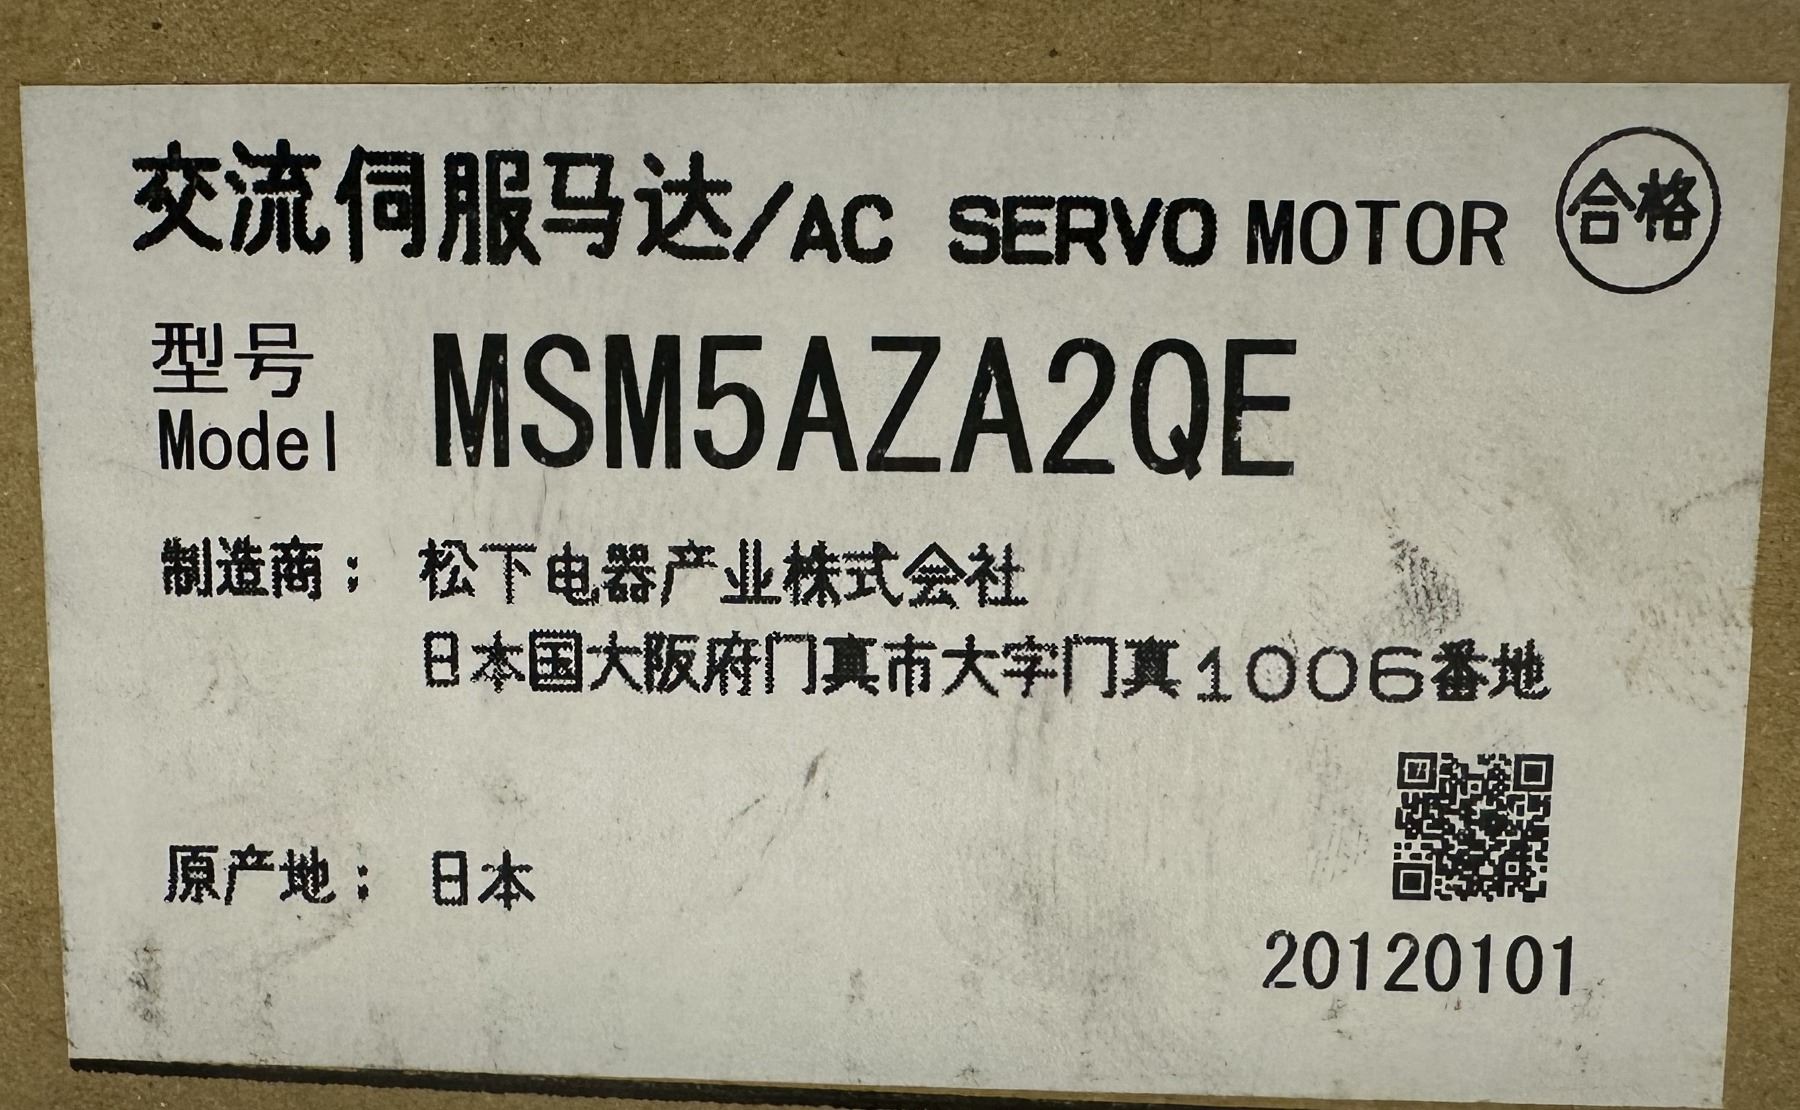 交流伺服马达/AC SERVO MOTOR 合格
型号 MSM5AZA2QE
Model
制造商： 松下电器产业株式会社
日本国大阪府门真市大字门真1006番地
原产地： 日本
20120101